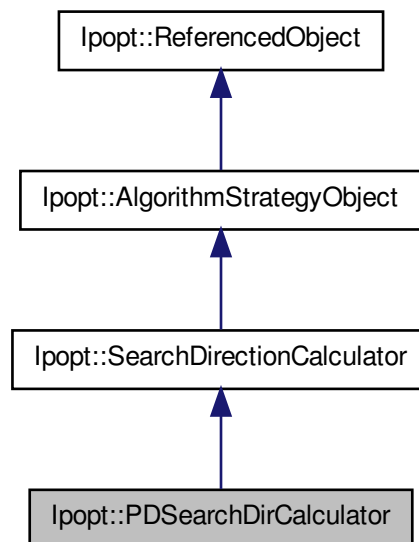 Ipopt::ReferencedObject
Ipopt::AlgorithmStrategyObject
Ipopt::SearchDirectionCalculator
Ipopt::PDSearchDirCalculator